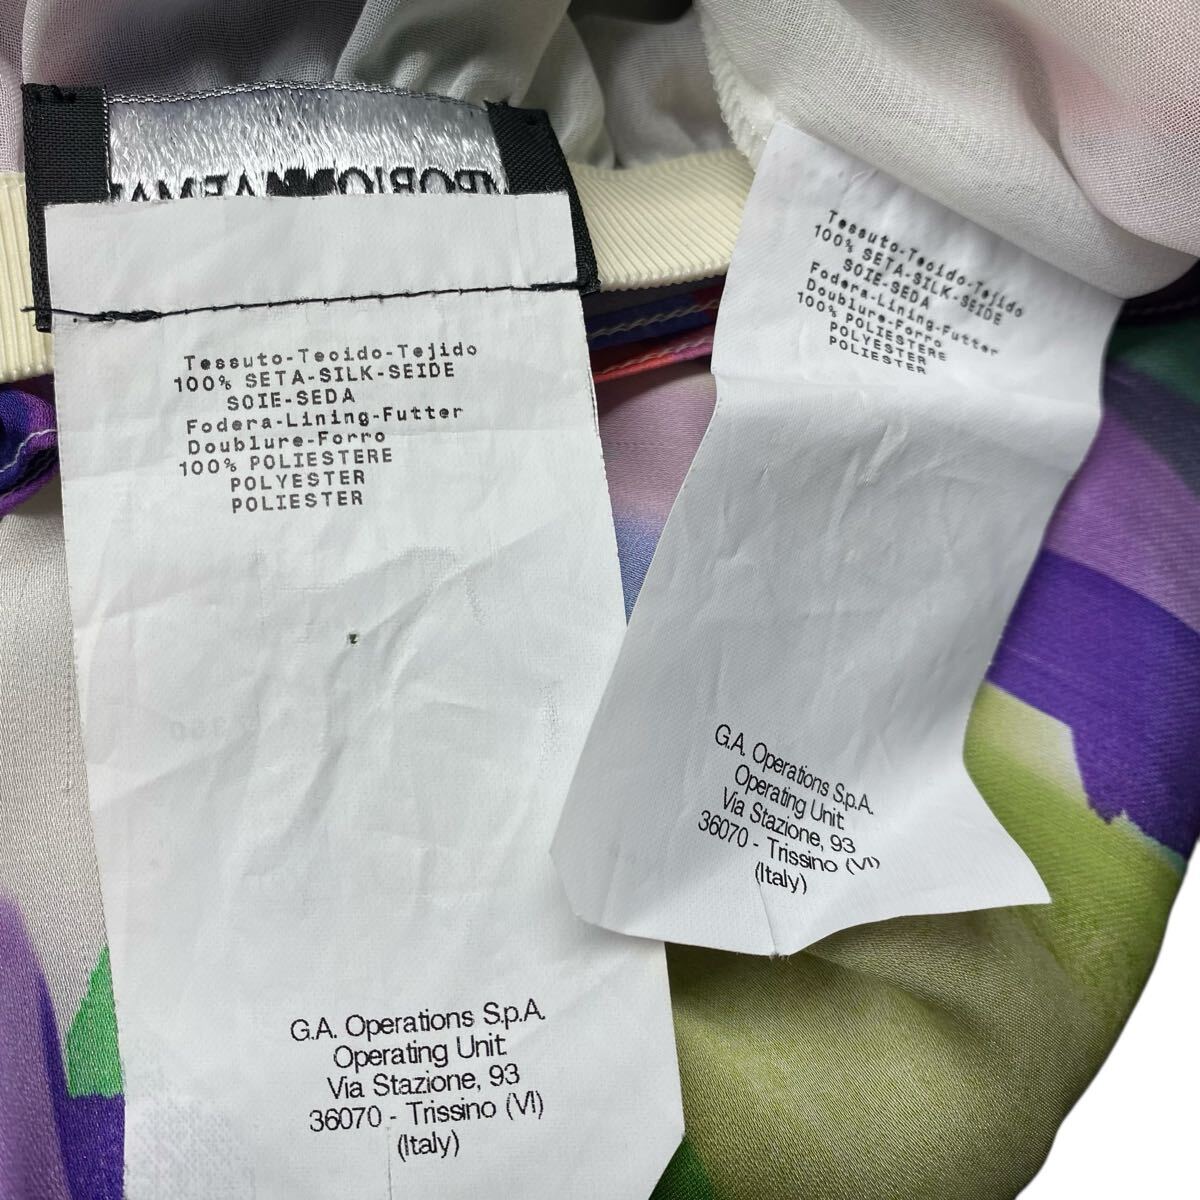 Tessuto-Teoido-Tejido
100% SETA-SILK-SEIDE
SOIE-SEDA
Fodera-Lining-Futter
Doublure-Forro
100% POLIESTERE
POLYESTER
POLIESTER
G.A. Operations S.p.A.
Operating Unit
Via Stazione, 93
36070 - Trissino (VI)
(Italy)
Tessuto-Teoido-Tejido
100% SETA-SILK-SEIDE
SOIE-SEDA
Fodera-Lining-Futter
Doublure-Forro
100% POLIESTERE
POLYESTER
POLIESTER
G.A. Operations S.p.A.
Operating Unit
Via Stazione, 93
36070 - Trissino (VI)
(Italy)